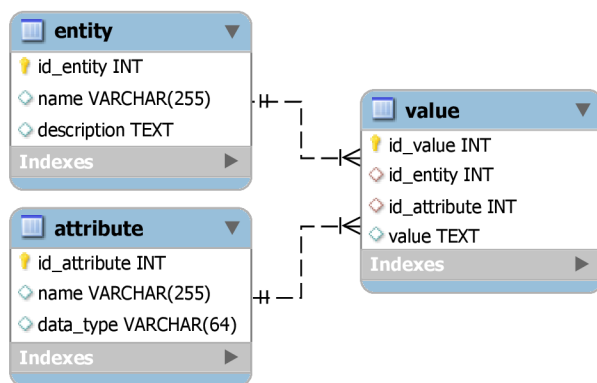 entity
id_entity INT
name VARCHAR(255)
description TEXT
Indexes
attribute
id_attribute INT
name VARCHAR(255)
data_type VARCHAR(64)
Indexes
value
id_value INT
id_entity INT
id_attribute INT
value TEXT
Indexes